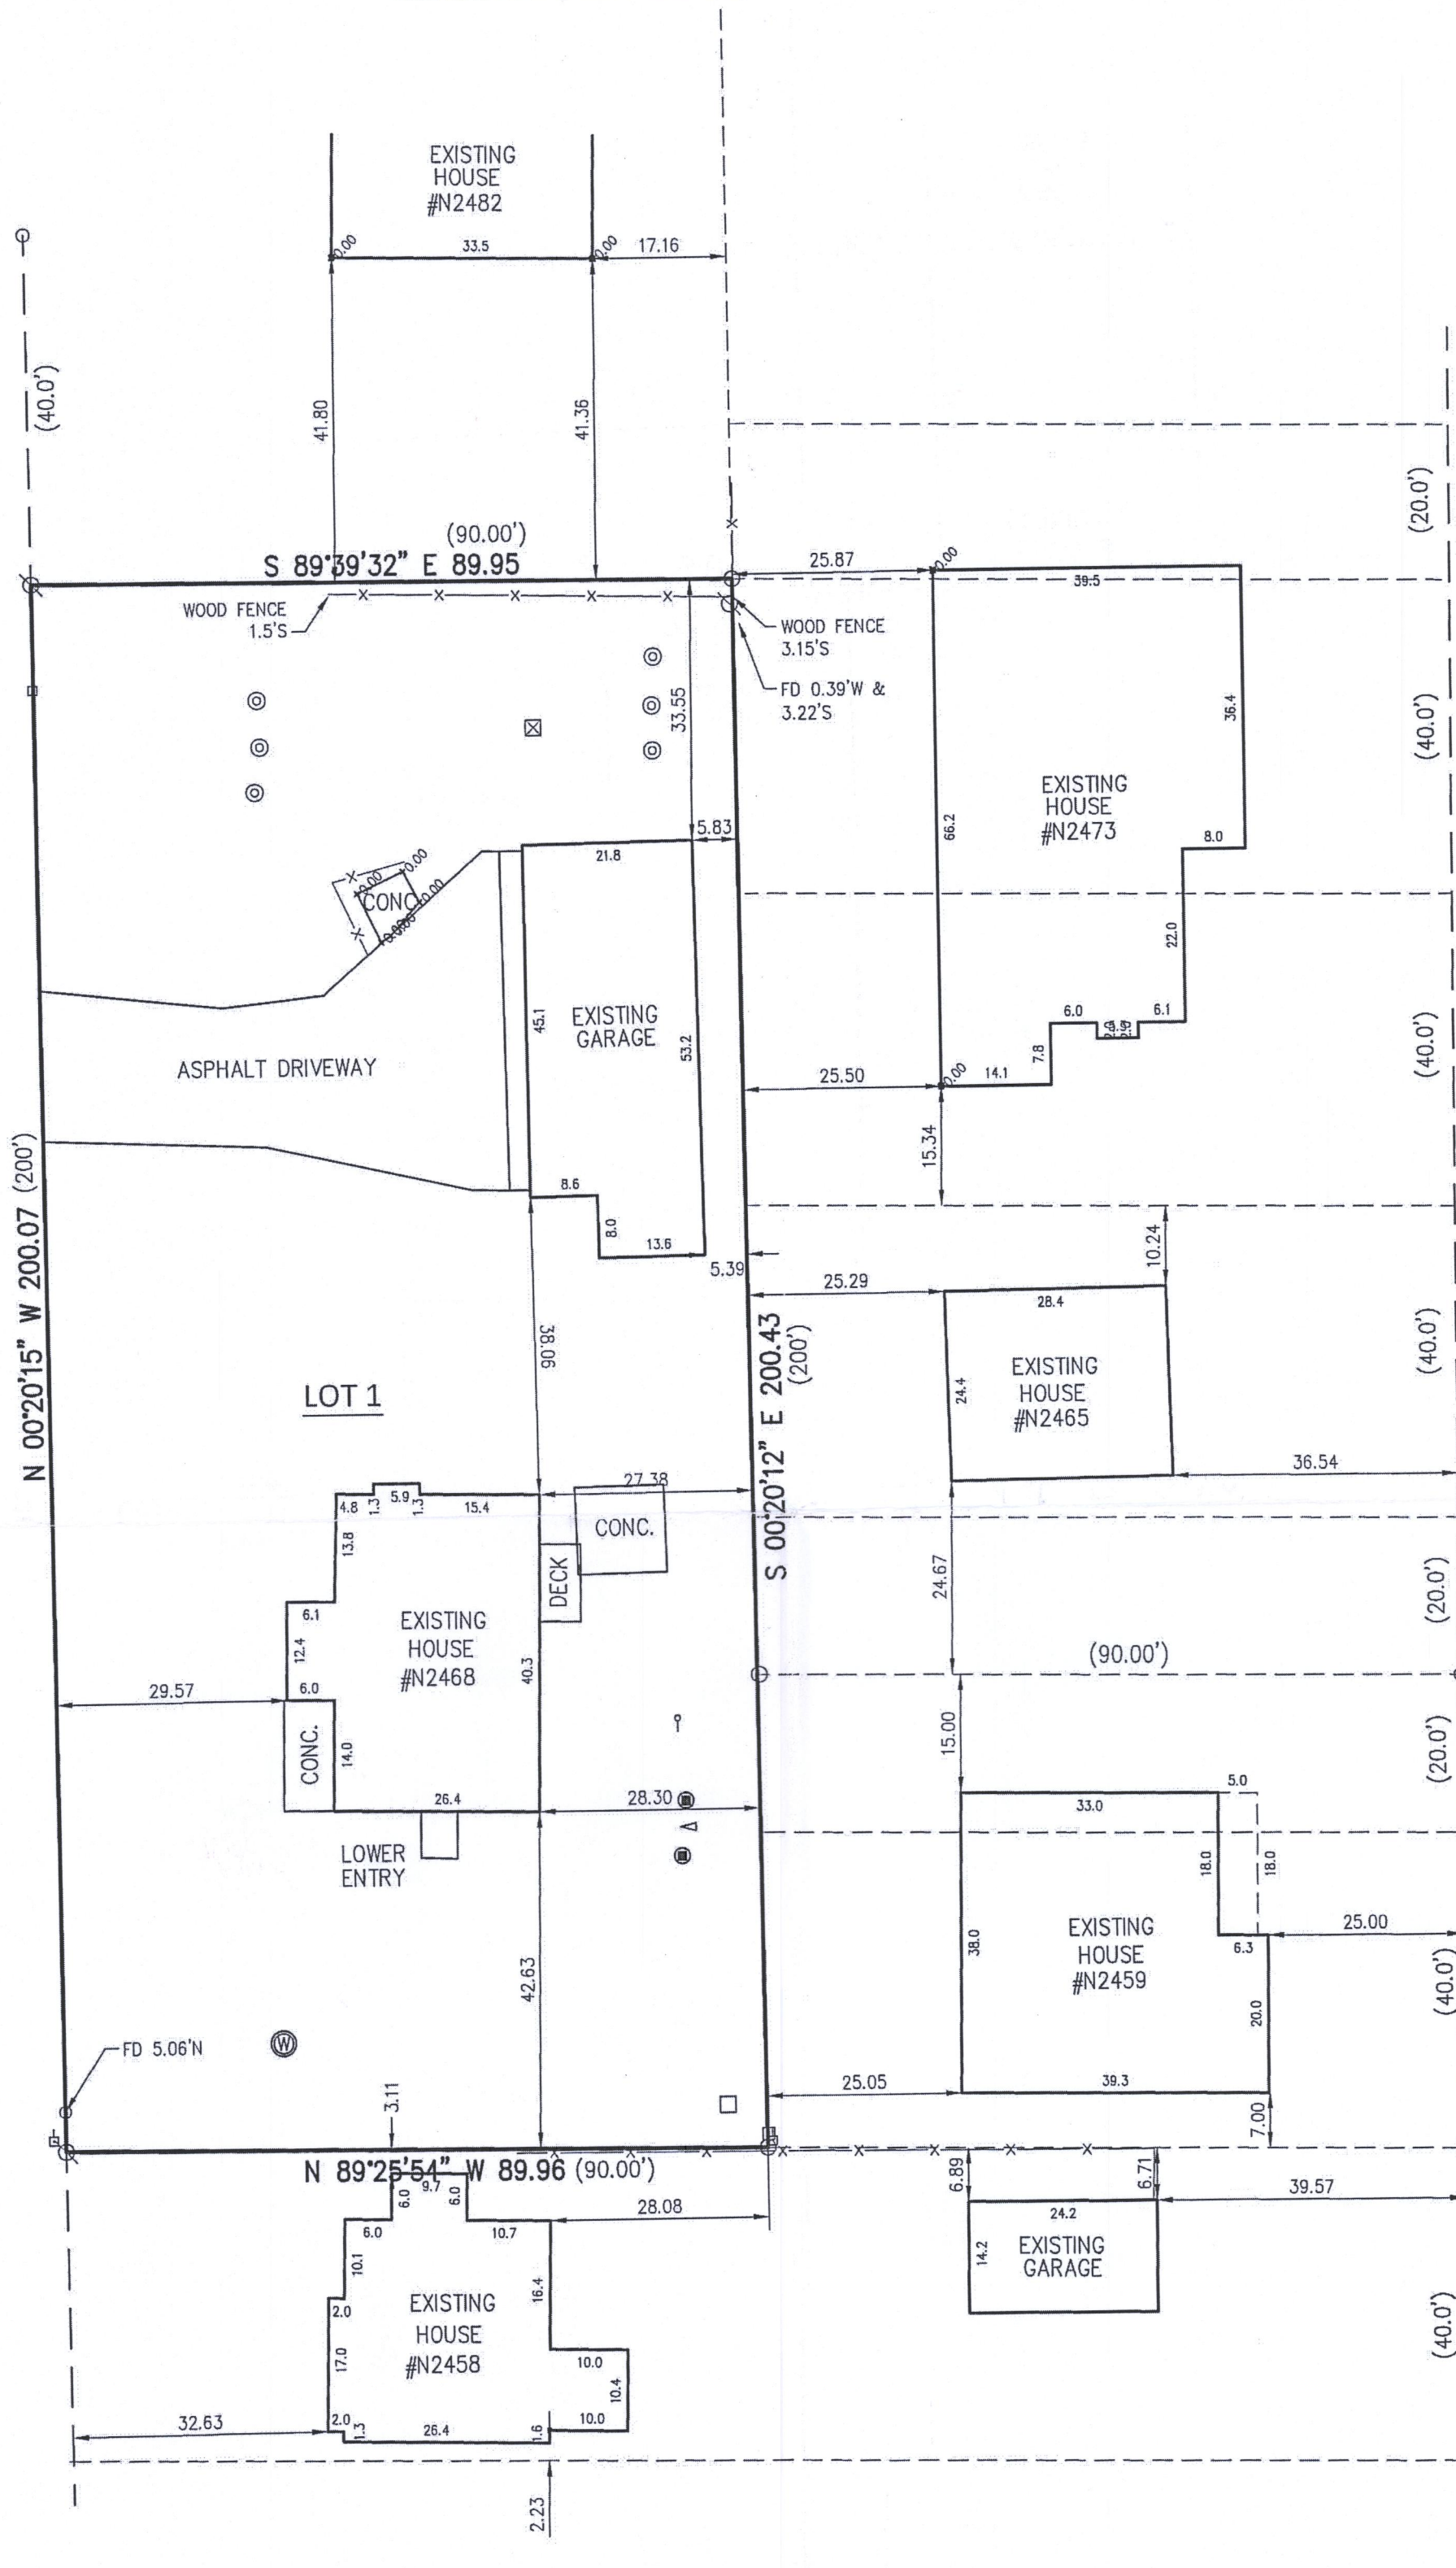 EXISTING
HOUSE
#N2482
0.00
33.5
0.00
17.16
(40.0')
41.80
41.36
(20.0')
(90.00')
S 89°39'32" E 89.95
25.87
0.00
39.5
WOOD FENCE
1.5'S
WOOD FENCE
3.15'S
FD 0.39'W &
3.22'S
33.55
36.4
(40.0')
EXISTING
HOUSE
#N2473
66.2
8.0
5.83
21.8
0.00
0.00
0.00
CONC.
22.0
45.1
EXISTING
GARAGE
53.2
6.0
6.1
7.8
(40.0')
ASPHALT DRIVEWAY
25.50
0.00
14.1
15.34
N 00°20'15" W 200.07 (200')
8.6
8.0
13.6
5.39
10.24
25.29
28.4
38.06
S 00°20'12" E 200.43
(200')
(40.0')
EXISTING
HOUSE
#N2465
24.4
LOT 1
36.54
27.38
4.8
1.3
5.9
1.3
15.4
CONC.
13.8
DECK
24.67
(20.0')
6.1
12.4
EXISTING
HOUSE
#N2468
40.3
(90.00')
29.57
6.0
CONC.
14.0
15.00
(20.0')
26.4
28.30
5.0
33.0
LOWER
ENTRY
18.0
18.0
EXISTING
HOUSE
#N2459
38.0
25.00
6.3
42.63
(40.0')
20.0
W
FD 5.06'N
3.11
25.05
39.3
7.00
N 89°25'54" W 89.96 (90.00')
6.89
6.71
39.57
9.7
6.0
6.0
6.0
10.7
28.08
24.2
14.2
EXISTING
GARAGE
10.1
16.4
EXISTING
HOUSE
#N2458
2.0
17.0
10.0
10.4
(40.0')
32.63
2.0
1.3
26.4
1.6
10.0
2.23